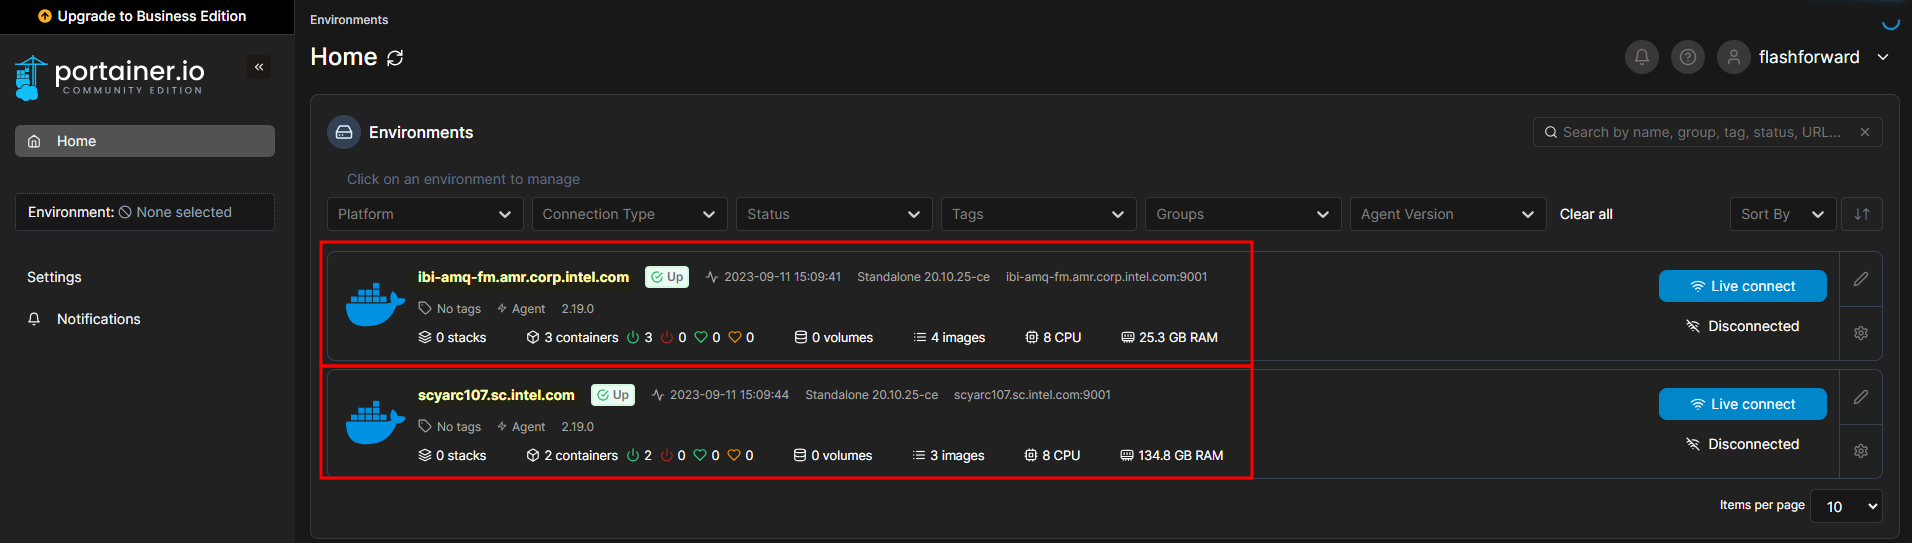 Upgrade to Business Edition
portainer.io
COMMUNITY EDITION
Home
Environment: None selected
Settings
Notifications
Environments
Home
flashforward
Environments
Search by name, group, tag, status, URL...
Click on an environment to manage
Platform Connection Type Status Tags Groups Agent Version Clear all Sort By
ibi-amq-fm.amr.corp.intel.com Up 2023-09-11 15:09:41 Standalone 20.10.25-ce ibi-amq-fm.amr.corp.intel.com:9001
No tags Agent 2.19.0
0 stacks 3 containers 3 0 0 0 0 volumes 4 images 8 CPU 25.3 GB RAM
Live connect
Disconnected
scyarc107.sc.intel.com Up 2023-09-11 15:09:44 Standalone 20.10.25-ce scyarc107.sc.intel.com:9001
No tags Agent 2.19.0
0 stacks 2 containers 2 0 0 0 0 volumes 3 images 8 CPU 134.8 GB RAM
Live connect
Disconnected
Items per page 10